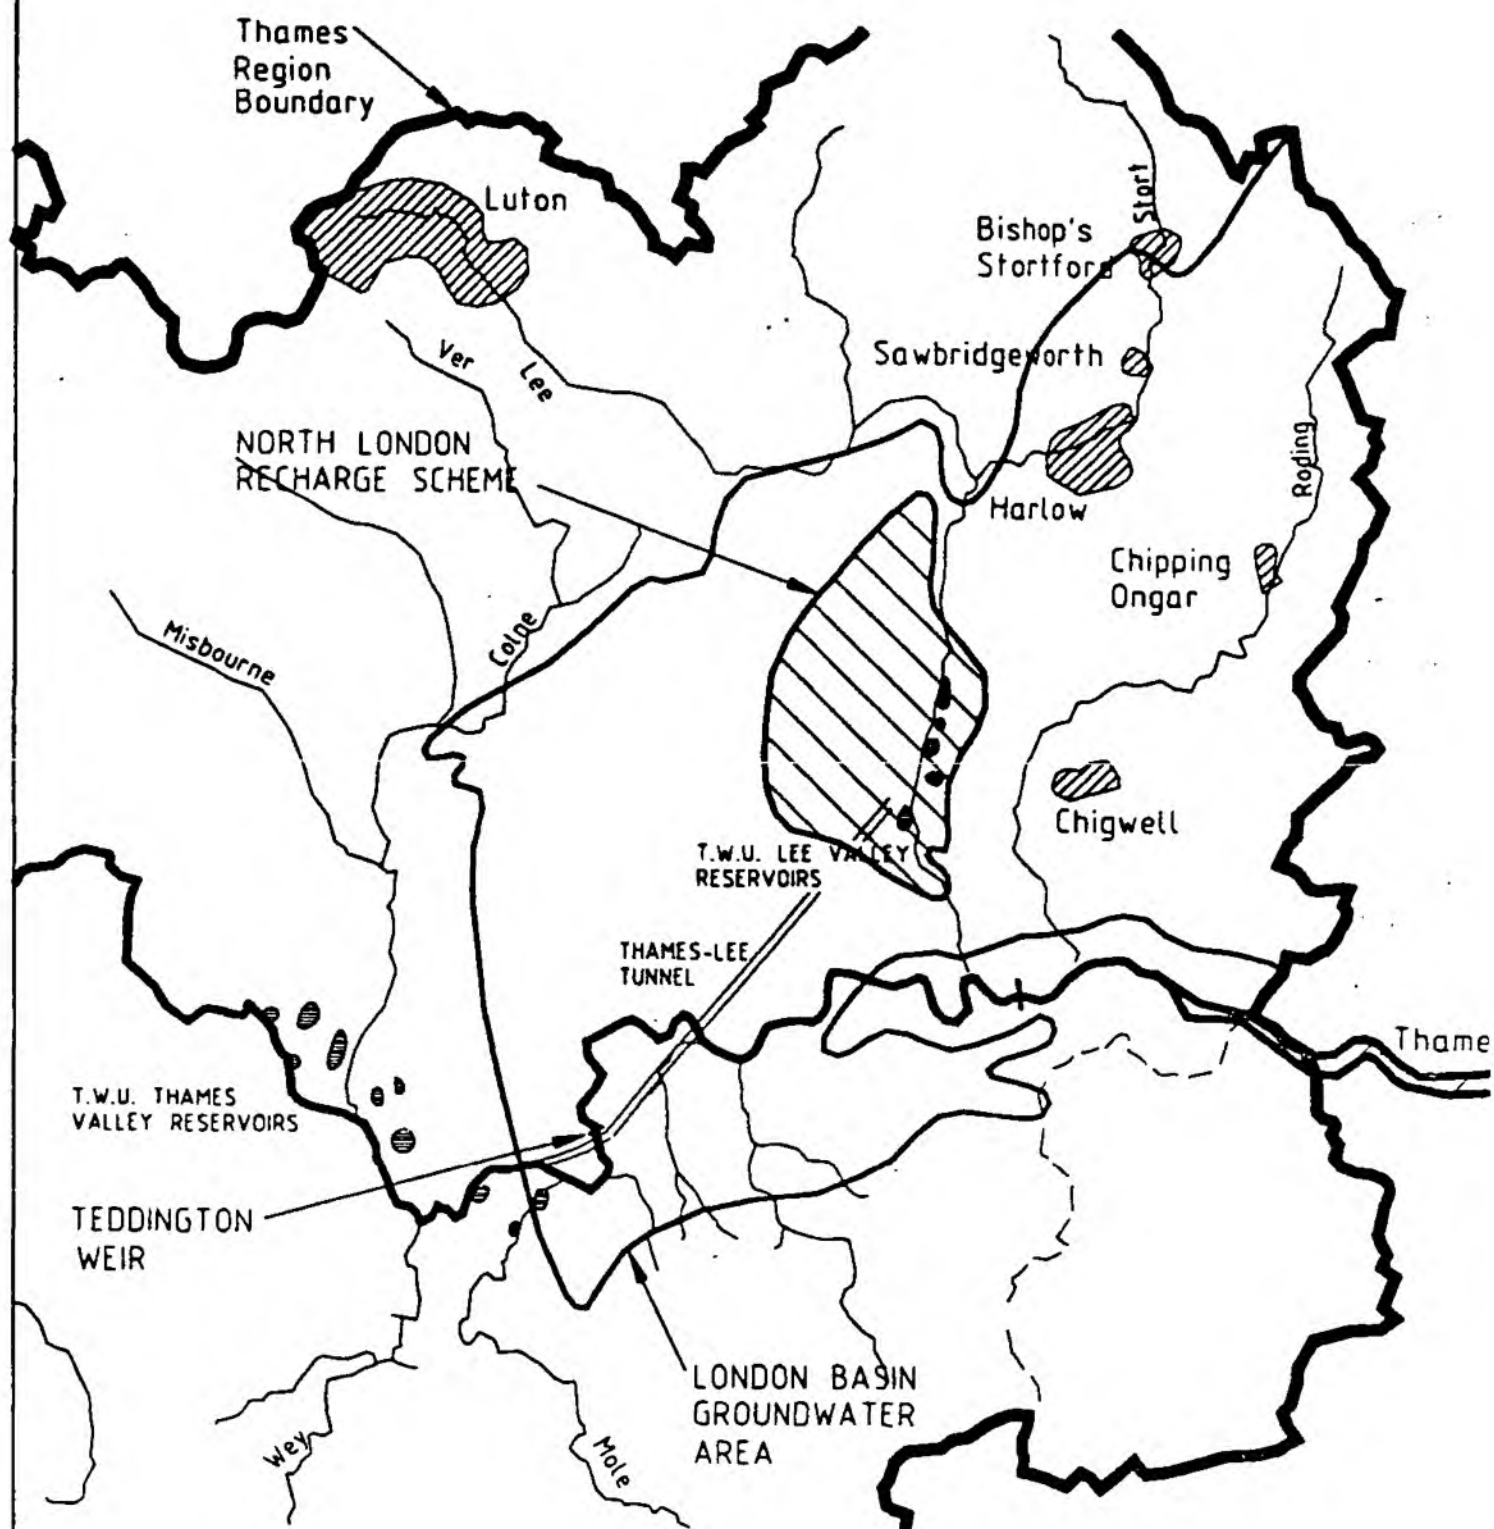 Thames
Region
Boundary
Luton
Stort
Bishop's
Stortford
Ver
Lee
Sawbridgeworth
NORTH LONDON
RECHARGE SCHEME
Harlow
Roding
Chipping
Ongar
Misbourne
Colne
Chigwell
T.W.U. LEE VALLEY
RESERVOIRS
THAMES-LEE
TUNNEL
Thame
T.W.U. THAMES
VALLEY RESERVOIRS
TEDDINGTON
WEIR
LONDON BASIN
GROUNDWATER
AREA
Wey
Mole